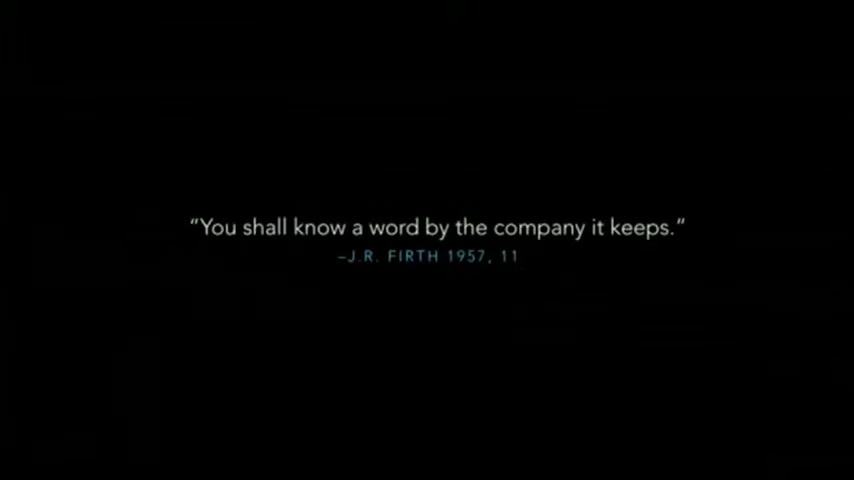 “You shall know a word by the company it keeps.“
–J.R. FIRTH 1957, 11